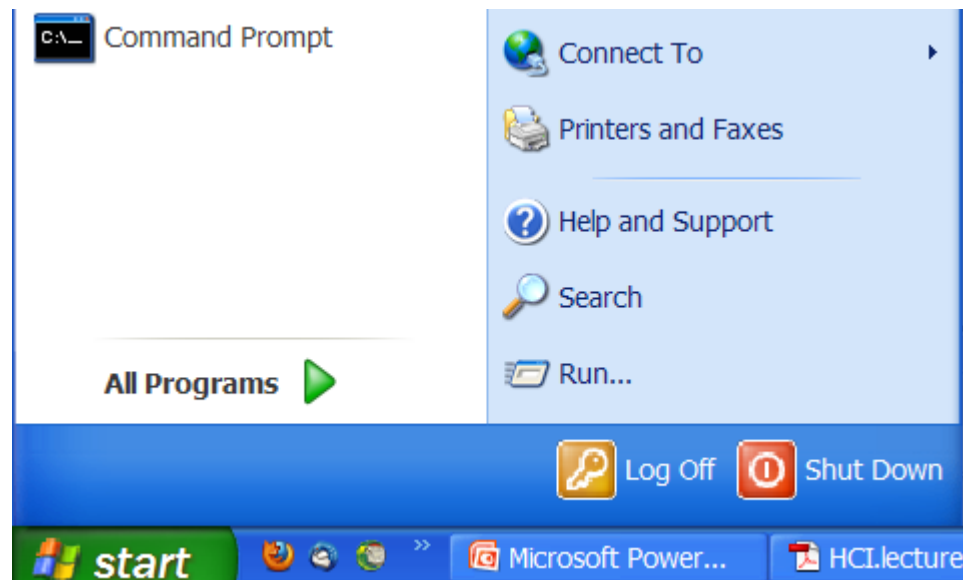 C:\_
Command Prompt
Connect To
Printers and Faxes
Help and Support
Search
All Programs
Run...
Log Off
Shut Down
start
»
Microsoft Power...
HCI.lecture